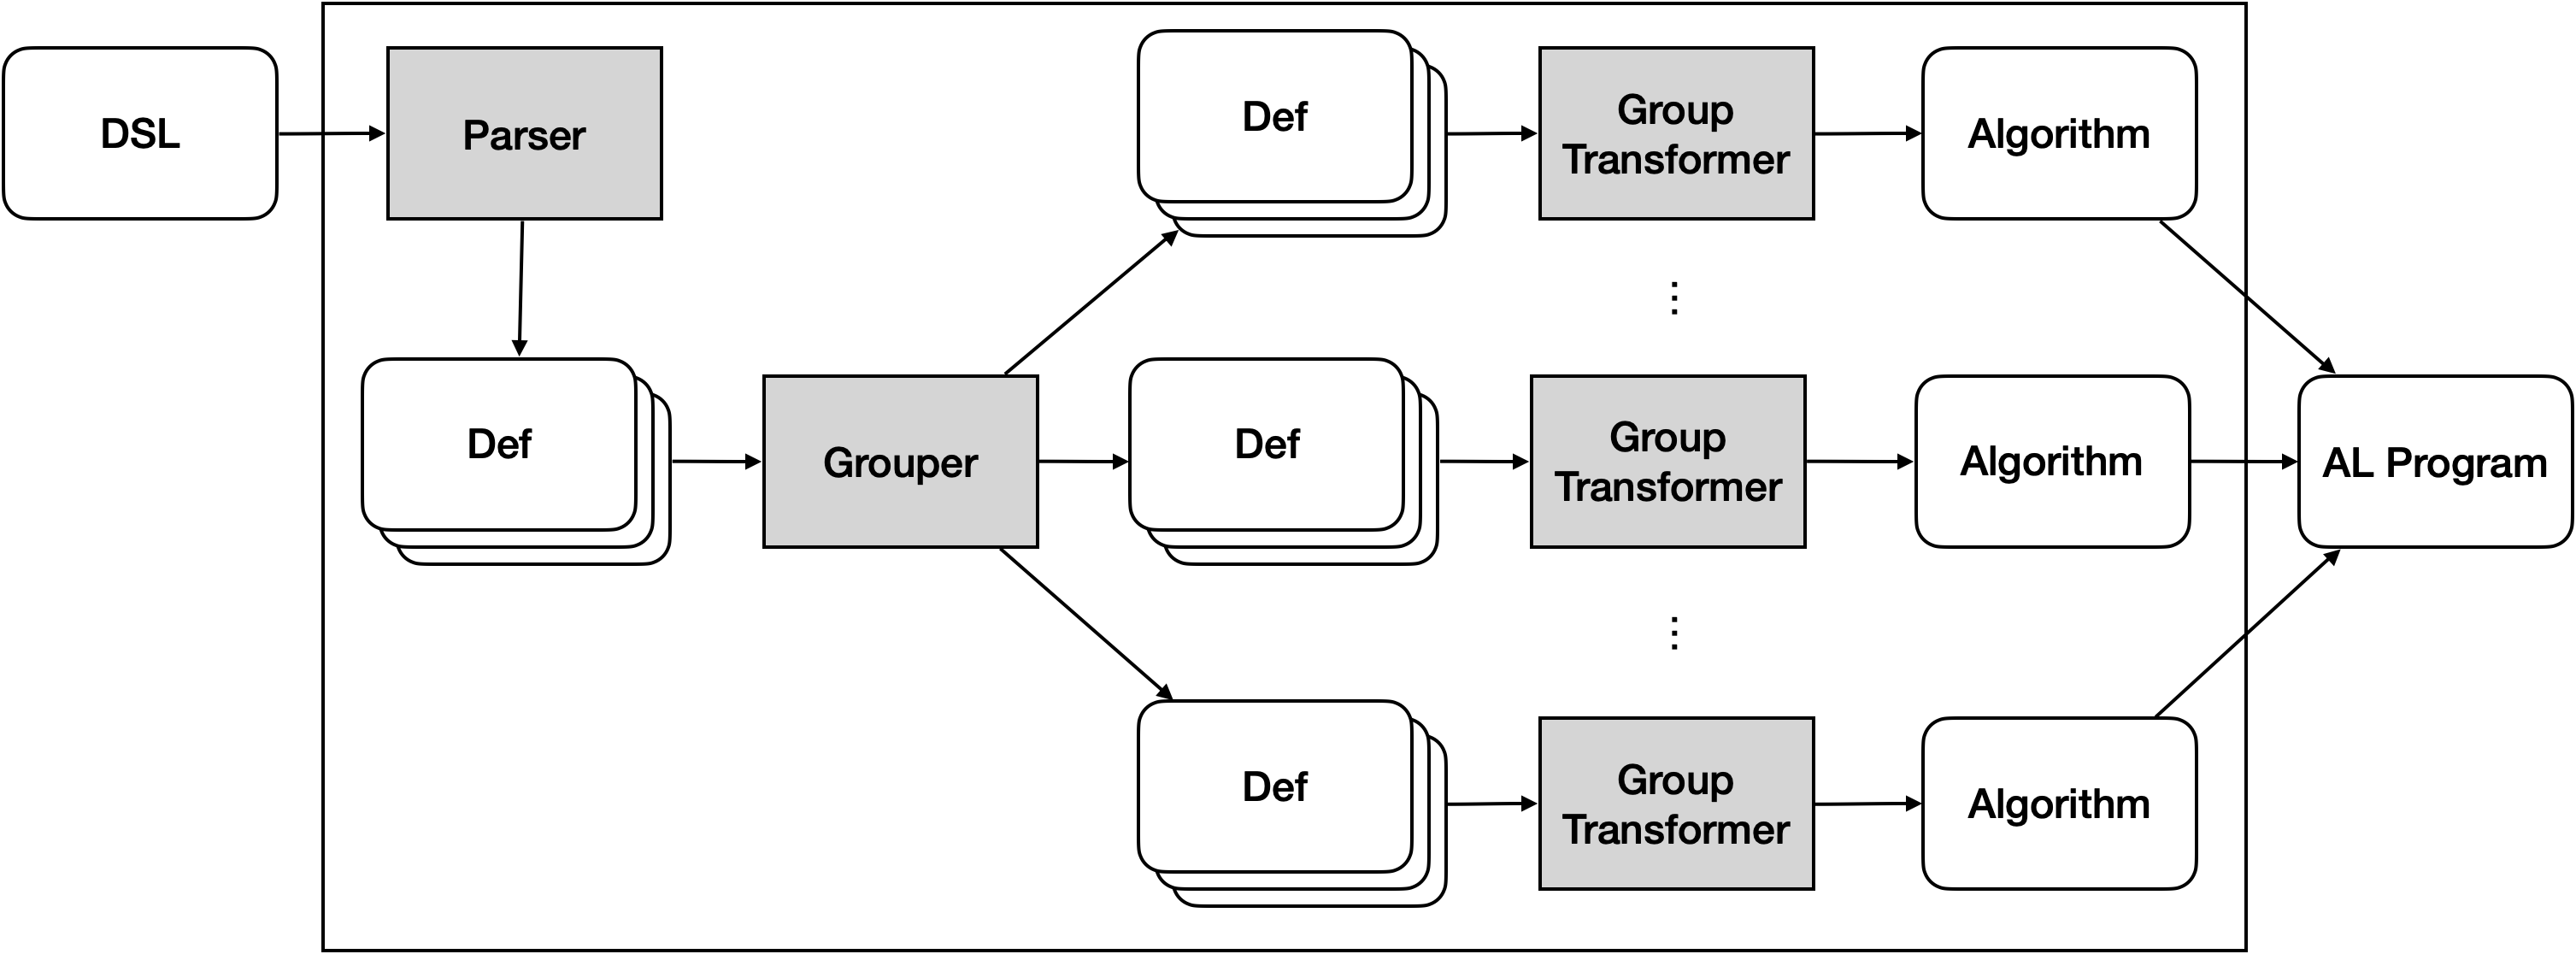 DSL
Parser
Def
Group
Transformer
Algorithm
Def
Grouper
Def
Group
Transformer
Algorithm
AL Program
Def
Group
Transformer
Algorithm